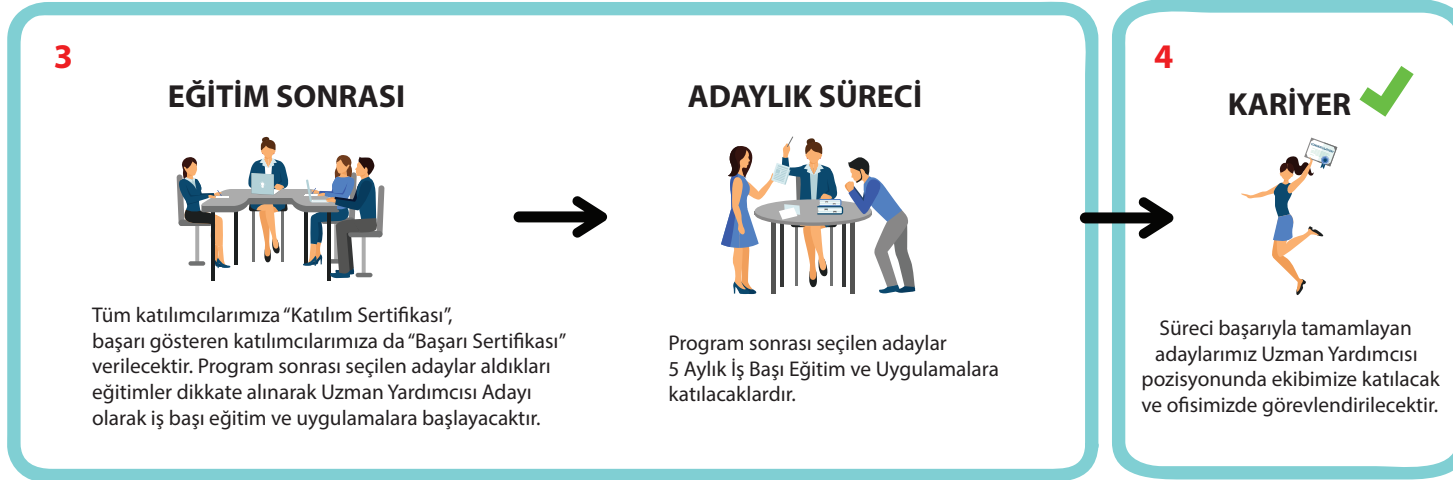 3
EĞİTİM SONRASI
Tüm katılımcılarımıza “Katılım Sertifikası”,
başarı gösteren katılımcılarımıza da “Başarı Sertifikası”
verilecektir. Program sonrası seçilen adaylar aldıkları
eğitimler dikkate alınarak Uzman Yardımcısı Adayı
olarak iş başı eğitim ve uygulamalara başlayacaktır.
ADAYLIK SÜRECİ
Program sonrası seçilen adaylar
5 Aylık İş Başı Eğitim ve Uygulamalara
katılacaklardır.
4
KARİYER
Süreci başarıyla tamamlayan
adaylarımız Uzman Yardımcısı
pozisyonunda ekibimize katılacak
ve ofisimizde görevlendirilecektir.